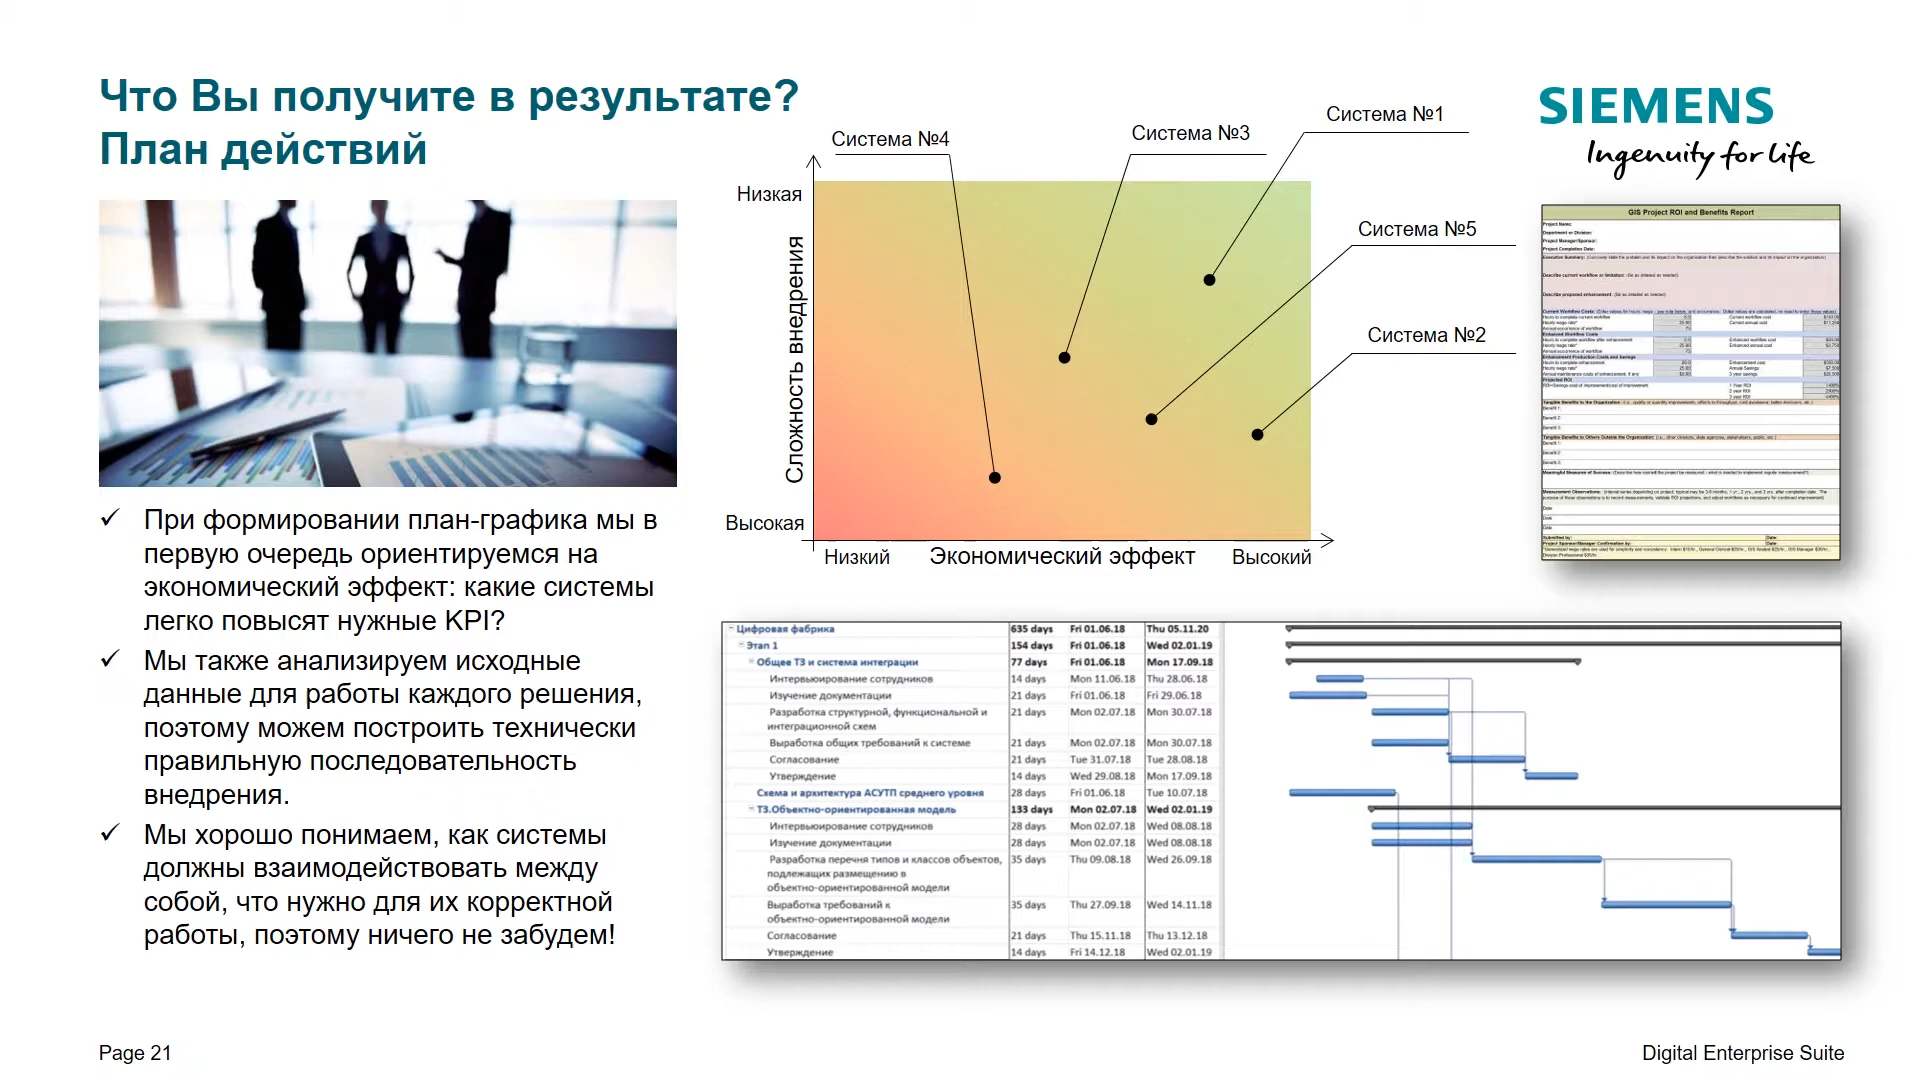 Что Вы получите в результате?
План действий
SIEMENS
Ingenuity for life
При формировании план-графика мы в
первую очередь ориентируемся на
экономический эффект: какие системы
легко повысят нужные KPI?
Мы также анализируем исходные
данные для работы каждого решения,
поэтому можем построить технически
правильную последовательность
внедрения.
Мы хорошо понимаем, как системы
должны взаимодействовать между
собой, что нужно для их корректной
работы, поэтому ничего не забудем!
Система №4
Система №3
Система №1
Система №5
Система №2
Низкая
Сложность внедрения
Высокая
Низкий
Экономический эффект
Высокий
GIS Project ROI and Benefits Report
Project Name:
Department or Division:
Project Manager/Sponsor:
Project Completion Date:
Цифровая фабрика 635 days Fri 01.06.18 Thu 05.11.20
Этап 1 154 days Fri 01.06.18 Wed 02.01.19
Общее ТЗ и система интеграции 77 days Fri 01.06.18 Mon 17.09.18
Интервьюирование сотрудников 14 days Mon 11.06.18 Thu 28.06.18
Изучение документации 21 days Fri 01.06.18 Fri 29.06.18
Разработка структурной, функциональной и 21 days Mon 02.07.18 Mon 30.07.18
интеграционной схем
Выработка общих требований к системе 21 days Mon 02.07.18 Mon 30.07.18
Согласование 21 days Tue 31.07.18 Tue 28.08.18
Утверждение 14 days Wed 29.08.18 Mon 17.09.18
Схема и архитектура АСУТП среднего уровня 28 days Fri 01.06.18 Tue 10.07.18
ТЗ.Объектно-ориентированная модель 133 days Mon 02.07.18 Wed 02.01.19
Интервьюирование сотрудников 28 days Mon 02.07.18 Wed 08.08.18
Изучение документации 28 days Mon 02.07.18 Wed 08.08.18
Разработка перечня типов и классов объектов, 35 days Thu 09.08.18 Wed 26.09.18
подлежащих размещению в
объектно-ориентированной модели
Выработка требований к 35 days Thu 27.09.18 Wed 14.11.18
объектно-ориентированной модели
Согласование 21 days Thu 15.11.18 Thu 13.12.18
Утверждение 14 days Fri 14.12.18 Wed 02.01.19
Page 21
Digital Enterprise Suite